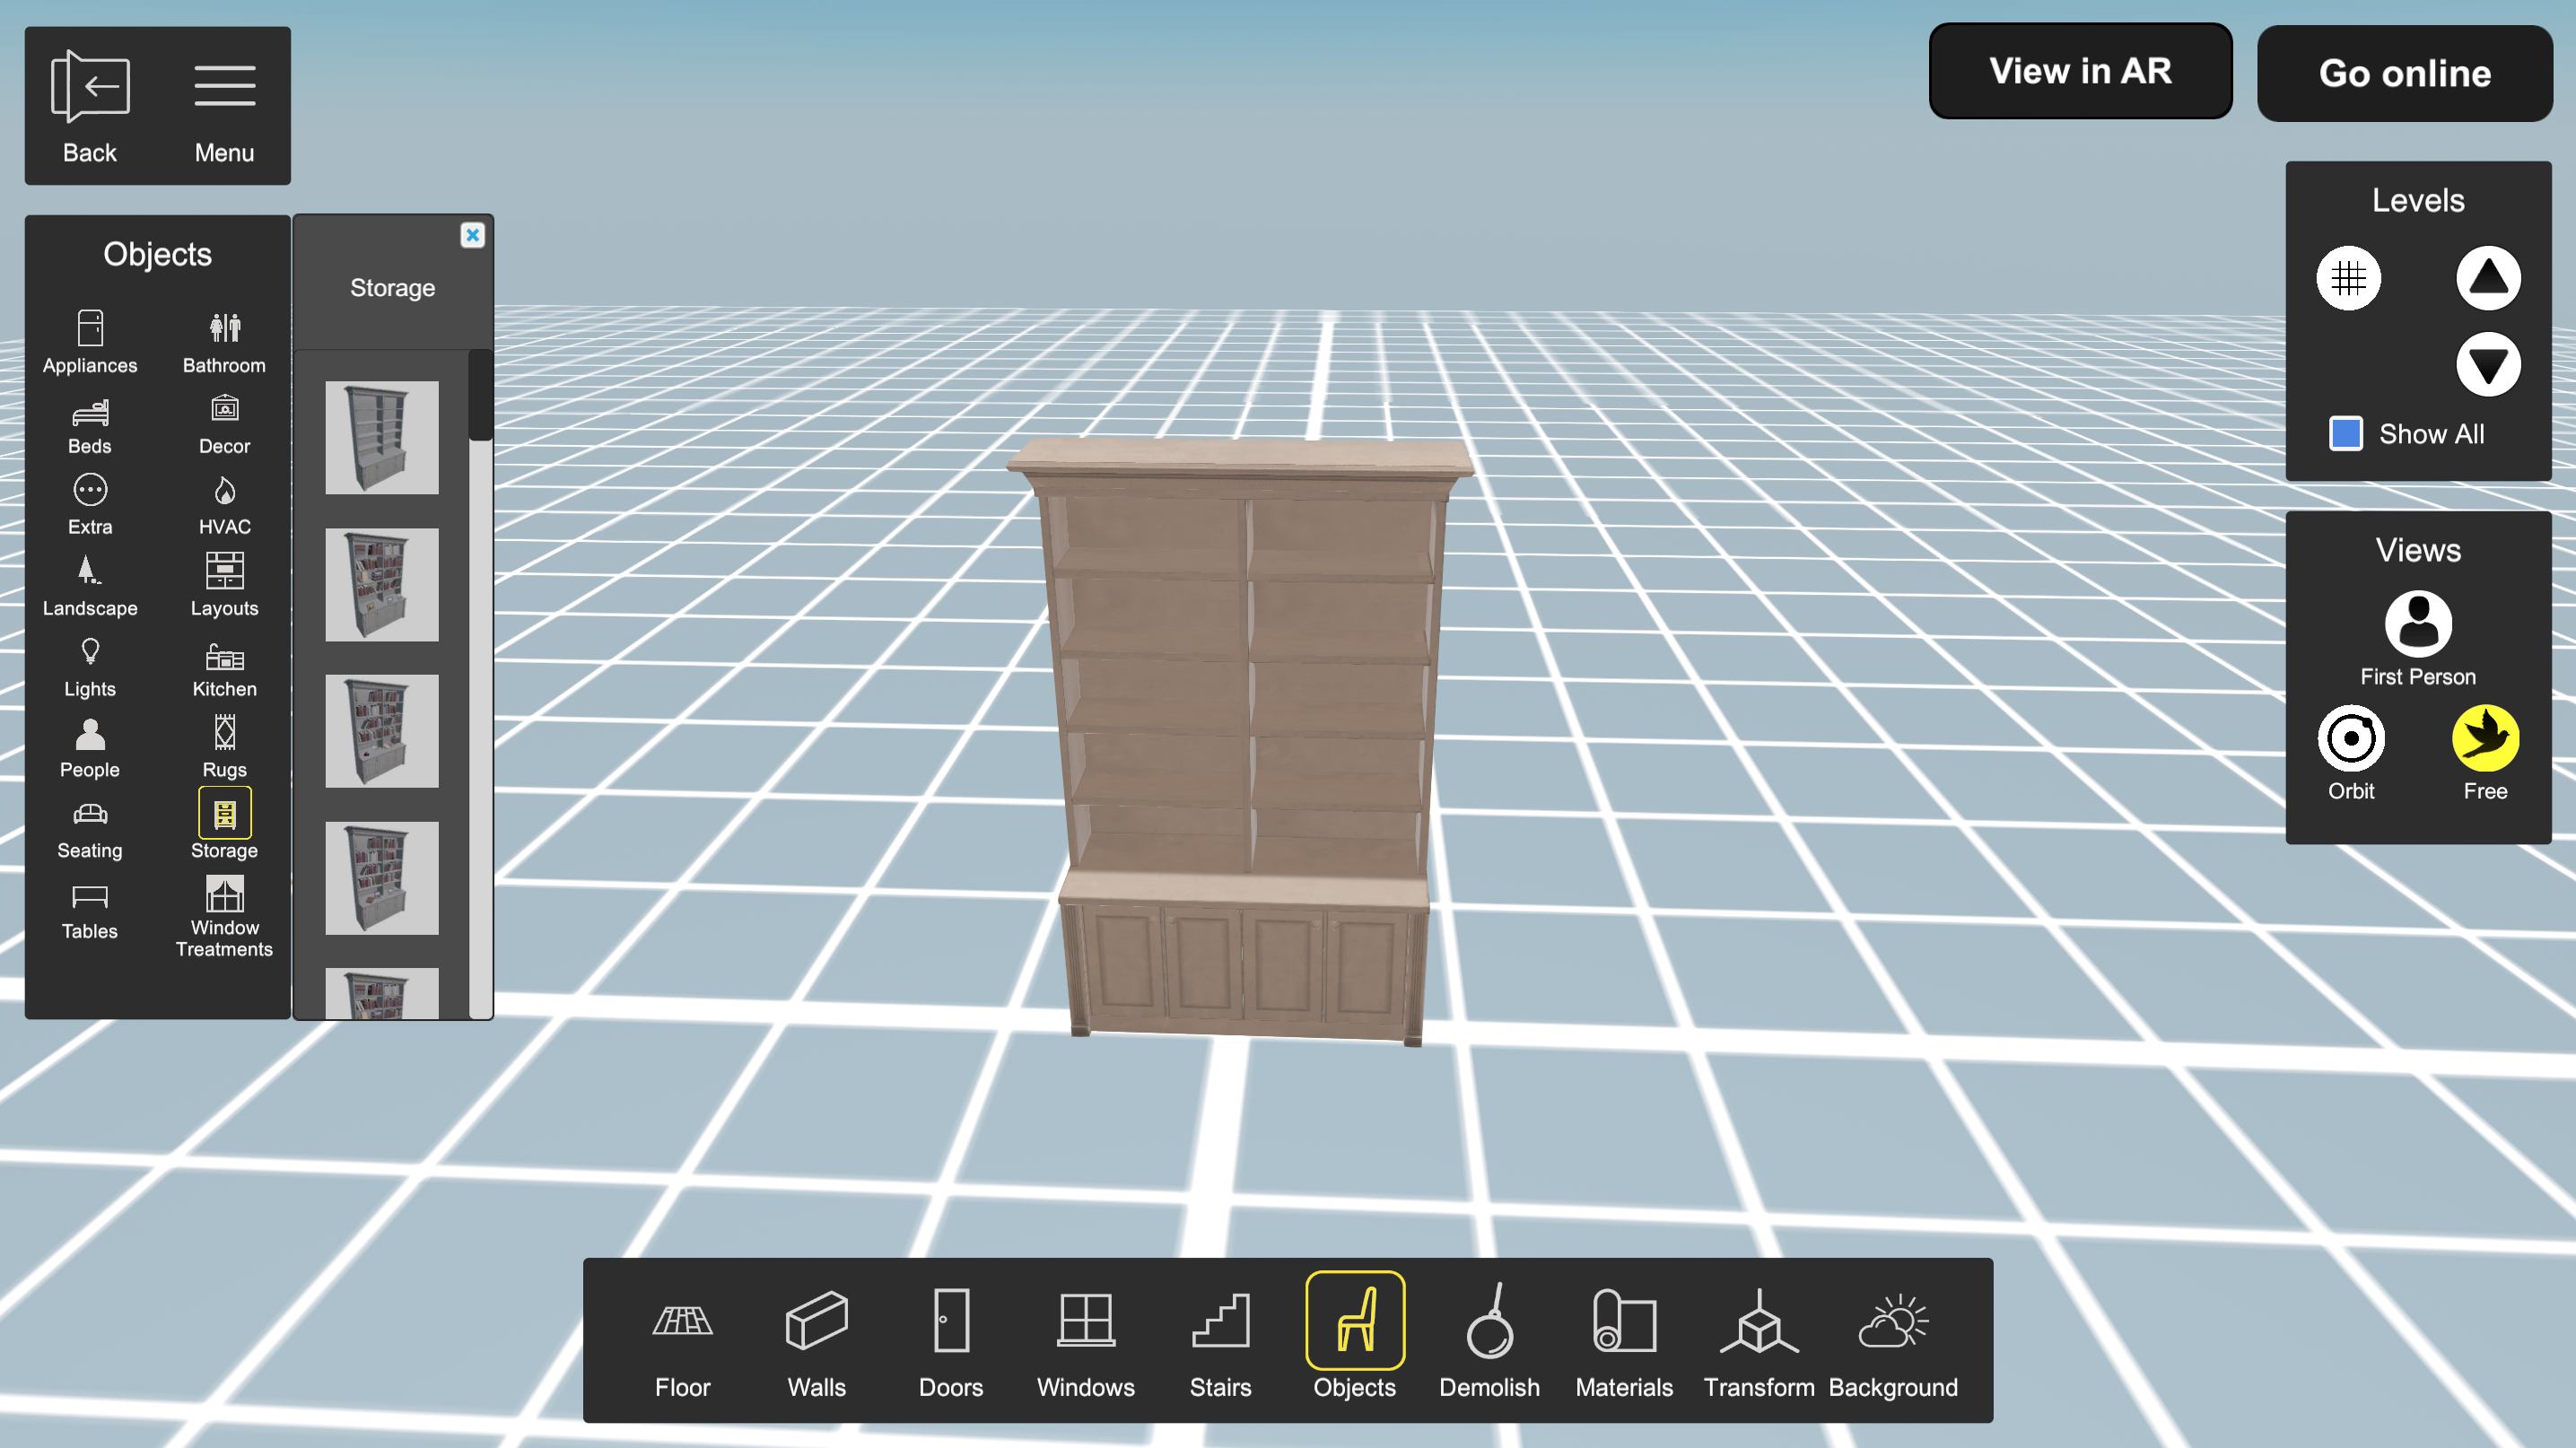 Back Menu
View in AR
Go online
Objects
Appliances Bathroom
Beds Decor
Extra HVAC
Landscape Layouts
Lights Kitchen
People Rugs
Seating Storage
Tables Window
Treatments
Storage
Levels
Show All
Views
First Person
Orbit Free
Floor Walls Doors Windows Stairs Objects Demolish Materials Transform Background